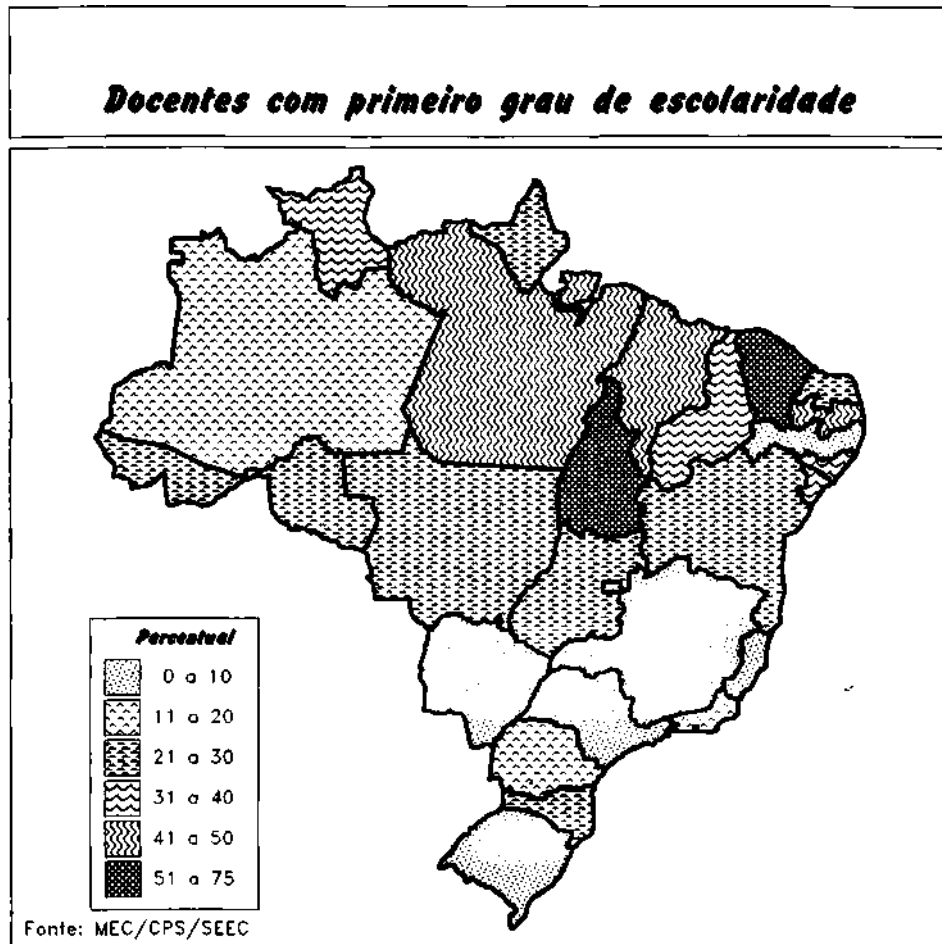 Docentes com primeiro grau de escolaridade
Percentual
0 a 10
11 a 20
21 a 30
31 a 40
41 a 50
51 a 75
Fonte: MEC/CPS/SEEC